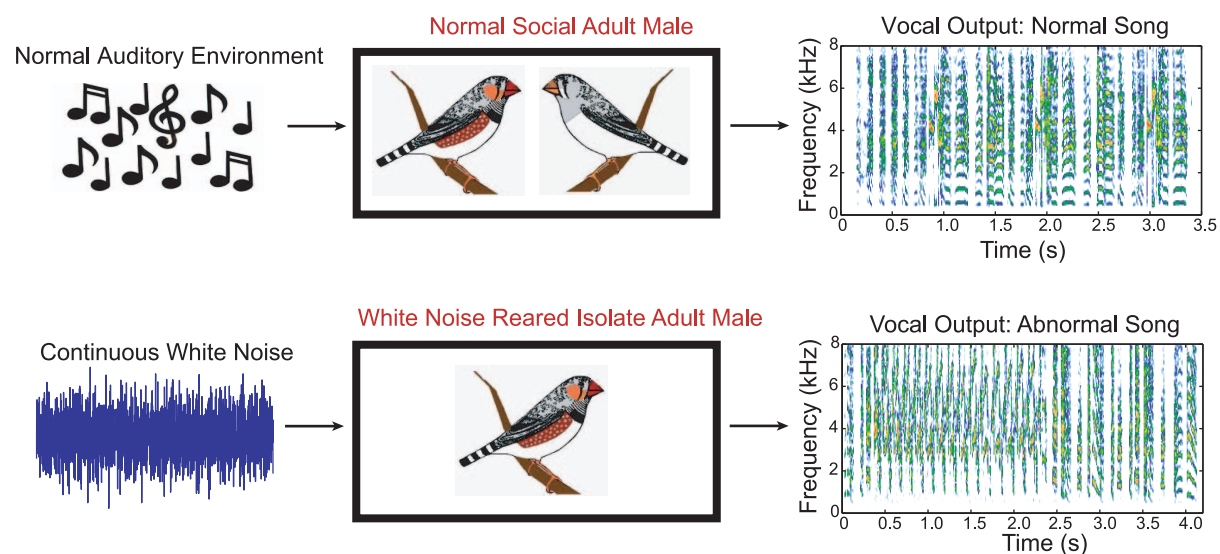 Normal Auditory Environment
Normal Social Adult Male
Vocal Output: Normal Song
Frequency (kHz)
8
6
4
2
0
0 1.0 1.5 2.0 2.5 3.0 3.5
Time (s)
Continuous White Noise
White Noise Reared Isolate Adult Male
Vocal Output: Abnormal Song
Frequency (kHz)
8
6
4
2
0
0 0.5 1.0 1.5 2.0 2.5 3.0 3.5 4.0
Time (s)